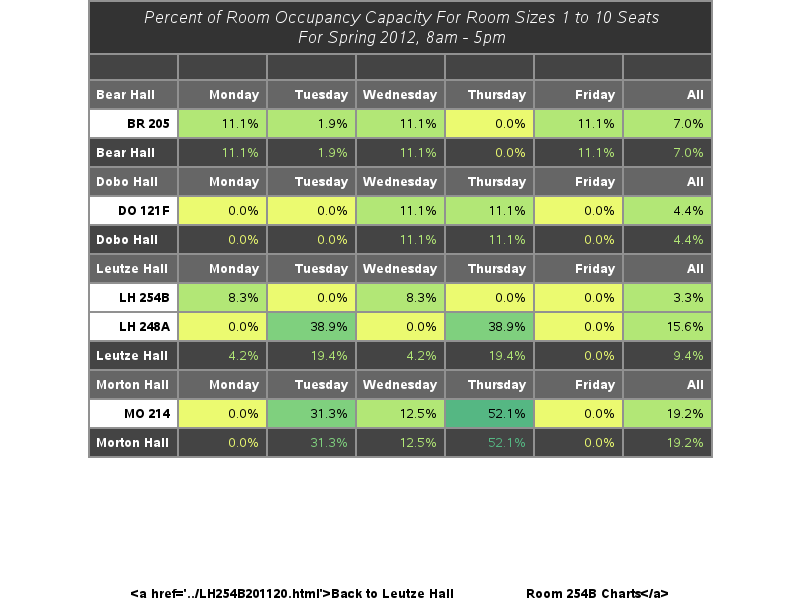 Percent of Room Occupancy Capacity For Room Sizes 1 to 10 Seats
For Spring 2012, 8am - 5pm
Bear Hall Monday Tuesday Wednesday Thursday Friday All
BR 205 11.1% 1.9% 11.1% 0.0% 11.1% 7.0%
Bear Hall 11.1% 1.9% 11.1% 0.0% 11.1% 7.0%
Dobo Hall Monday Tuesday Wednesday Thursday Friday All
DO 121F 0.0% 0.0% 11.1% 11.1% 0.0% 4.4%
Dobo Hall 0.0% 0.0% 11.1% 11.1% 0.0% 4.4%
Leutze Hall Monday Tuesday Wednesday Thursday Friday All
LH 254B 8.3% 0.0% 8.3% 0.0% 0.0% 3.3%
LH 248A 0.0% 38.9% 0.0% 38.9% 0.0% 15.6%
Leutze Hall 4.2% 19.4% 4.2% 19.4% 0.0% 9.4%
Morton Hall Monday Tuesday Wednesday Thursday Friday All
MO 214 0.0% 31.3% 12.5% 52.1% 0.0% 19.2%
Morton Hall 0.0% 31.3% 12.5% 52.1% 0.0% 19.2%
<a href='../LH254B201120.html'>Back to Leutze Hall Room 254B Charts</a>